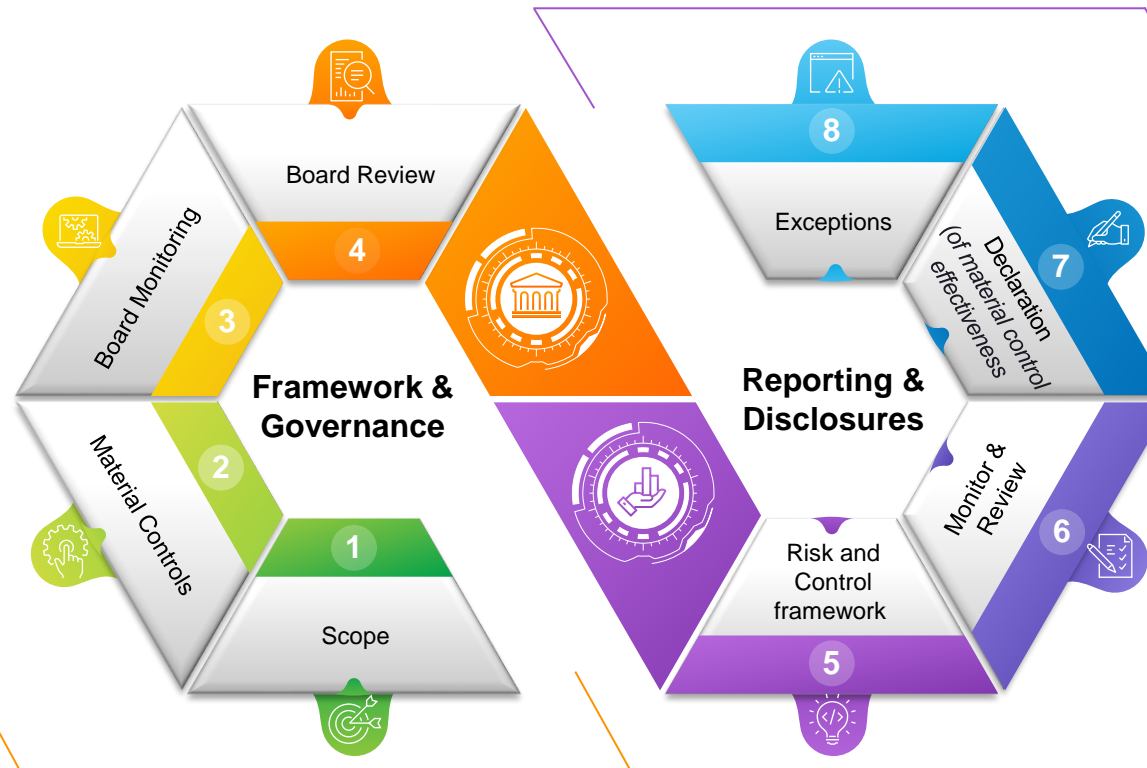 Framework &
Governance
1
Scope
2
Material Controls
3
Board Monitoring
4
Board Review
Reporting &
Disclosures
5
Risk and
Control
framework
6
Monitor &
Review
7
Declaration
(of material control
effectiveness
8
Exceptions